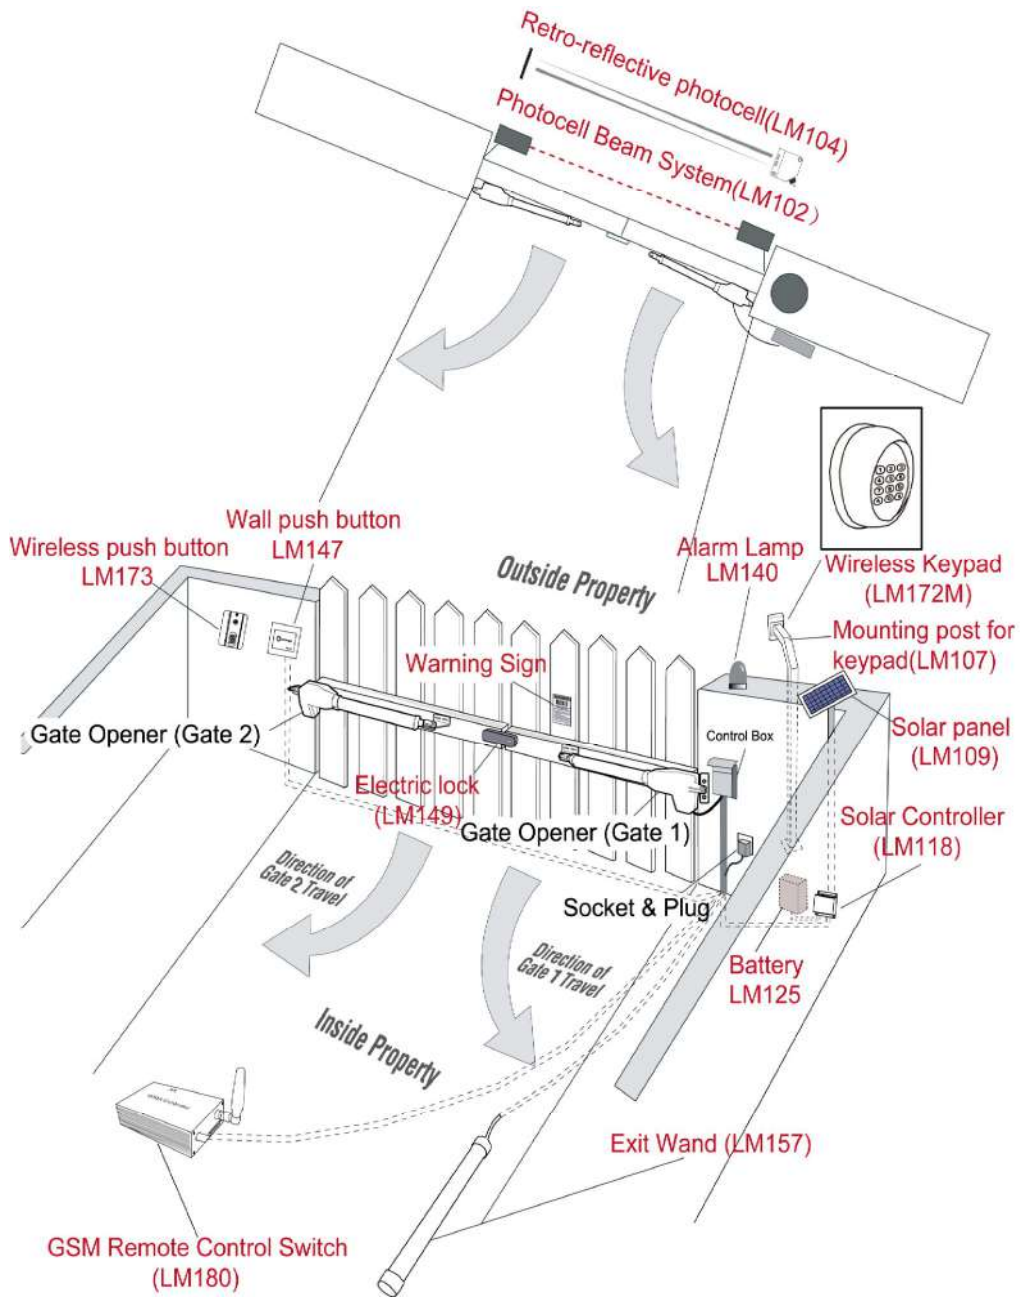 Retro-reflective photocell(LM104)
Photocell Beam System(LM102)
Wall push button
LM147
Wireless push button
LM173
Outside Property
Alarm Lamp
LM140
Wireless Keypad
(LM172M)
Mounting post for
keypad(LM107)
Warning Sign
Gate Opener (Gate 2)
Control Box
Solar panel
(LM109)
Electric lock
(LM149)
Gate Opener (Gate 1)
Solar Controller
(LM118)
Direction of
Gate 2 Travel
Socket & Plug
Direction of
Gate 1 Travel
Battery
LM125
Inside Property
Exit Wand (LM157)
GSM Remote Control Switch
(LM180)